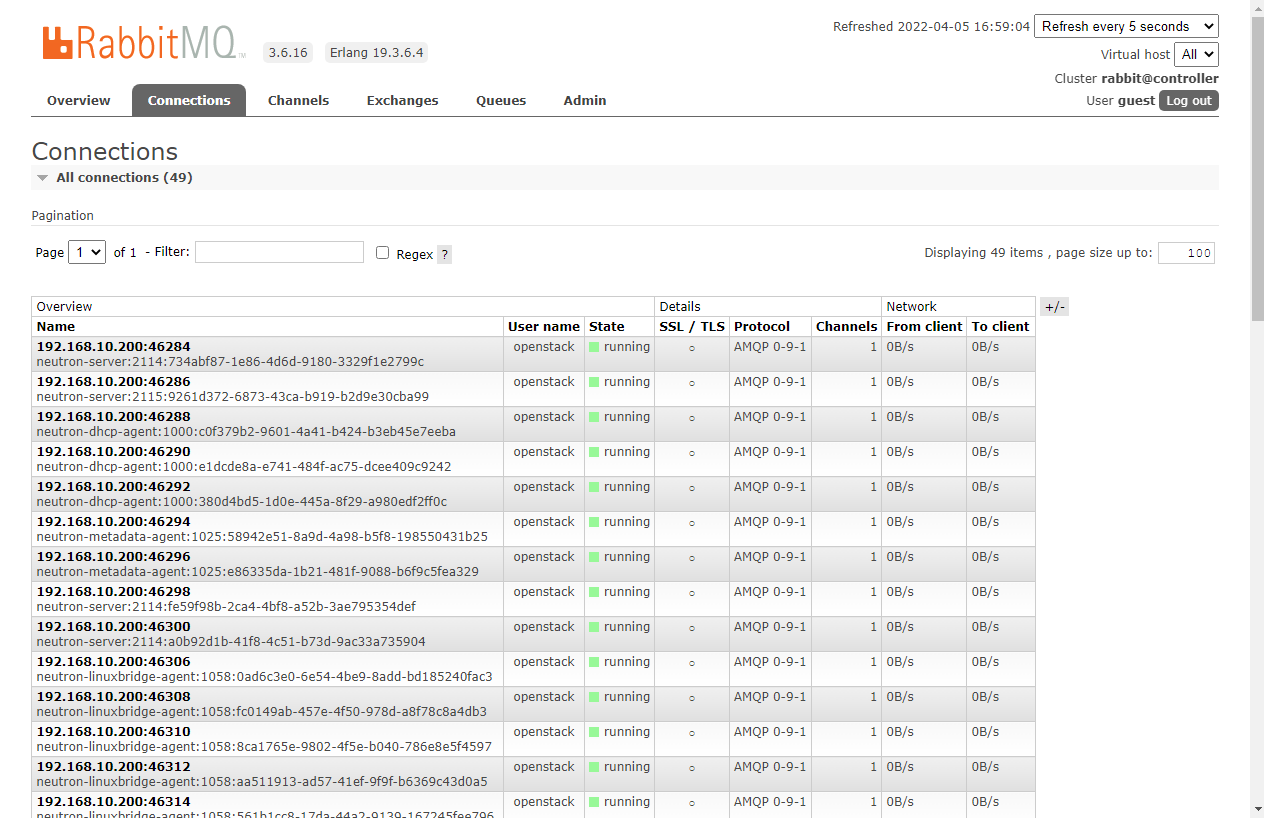 RabbitMQ TM 3.6.16 Erlang 19.3.6.4
Refreshed 2022-04-05 16:59:04 Refresh every 5 seconds
Virtual host All
Cluster rabbit@controller
User guest Log out
Overview Connections Channels Exchanges Queues Admin
Connections
All connections (49)
Pagination
Page 1 of 1 - Filter: Regex ? Displaying 49 items , page size up to: 100
Overview Details Network +/-
Name User name State SSL / TLS Protocol Channels From client To client
192.168.10.200:46284 openstack running ○ AMQP 0-9-1 1 0B/s 0B/s
neutron-server:2114:734abf87-1e86-4d6d-9180-3329f1e2799c
192.168.10.200:46286 openstack running ○ AMQP 0-9-1 1 0B/s 0B/s
neutron-server:2115:9261d372-6873-43ca-b919-b2d9e30cba99
192.168.10.200:46288 openstack running ○ AMQP 0-9-1 1 0B/s 0B/s
neutron-dhcp-agent:1000:c0f379b2-9601-4a41-b424-b3eb45e7eeba
192.168.10.200:46290 openstack running ○ AMQP 0-9-1 1 0B/s 0B/s
neutron-dhcp-agent:1000:e1dcde8a-e741-484f-ac75-dcee409c9242
192.168.10.200:46292 openstack running ○ AMQP 0-9-1 1 0B/s 0B/s
neutron-dhcp-agent:1000:380d4bd5-1d0e-445a-8f29-a980edf2ff0c
192.168.10.200:46294 openstack running ○ AMQP 0-9-1 1 0B/s 0B/s
neutron-metadata-agent:1025:58942e51-8a9d-4a98-b5f8-198550431b25
192.168.10.200:46296 openstack running ○ AMQP 0-9-1 1 0B/s 0B/s
neutron-metadata-agent:1025:e86335da-1b21-481f-9088-b6f9c5fea329
192.168.10.200:46298 openstack running ○ AMQP 0-9-1 1 0B/s 0B/s
neutron-server:2114:fe59f98b-2ca4-4bf8-a52b-3ae795354def
192.168.10.200:46300 openstack running ○ AMQP 0-9-1 1 0B/s 0B/s
neutron-server:2114:a0b92d1b-41f8-4c51-b73d-9ac33a735904
192.168.10.200:46306 openstack running ○ AMQP 0-9-1 1 0B/s 0B/s
neutron-linuxbridge-agent:1058:0ad6c3e0-6e54-4be9-8add-bd185240fac3
192.168.10.200:46308 openstack running ○ AMQP 0-9-1 1 0B/s 0B/s
neutron-linuxbridge-agent:1058:fc0149ab-457e-4f50-978d-a8f78c8a4db3
192.168.10.200:46310 openstack running ○ AMQP 0-9-1 1 0B/s 0B/s
neutron-linuxbridge-agent:1058:8ca1765e-9802-4f5e-b040-786e8e5f4597
192.168.10.200:46312 openstack running ○ AMQP 0-9-1 1 0B/s 0B/s
neutron-linuxbridge-agent:1058:aa511913-ad57-41ef-9f9f-b6369c43d0a5
192.168.10.200:46314 openstack running ○ AMQP 0-9-1 1 0B/s 0B/s
neutron-linuxbridge-agent:1058:561b1cc8-17da-44a2-9139-167245fee796